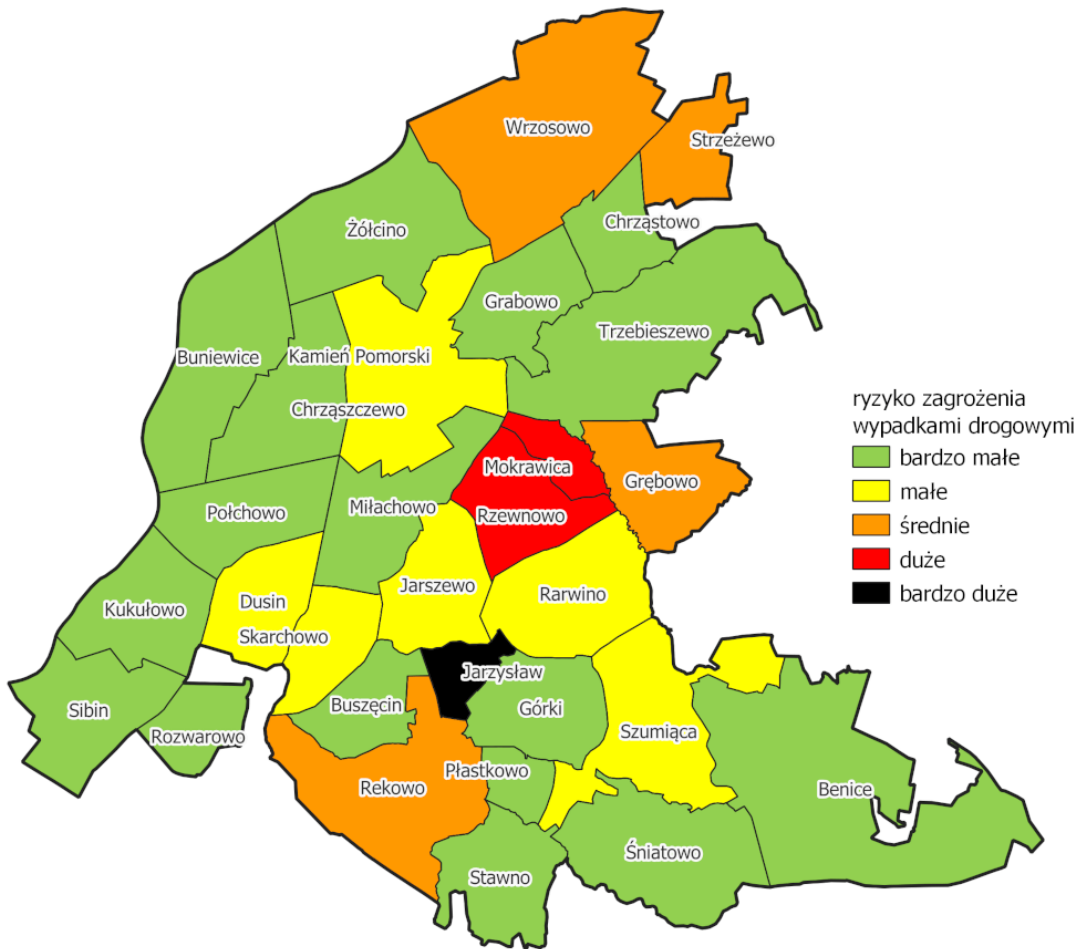 Wrzosowo
Strzeżewo
Chrząstowo
Żółcino
Grabowo
Trzebieszewo
Buniewice
Kamień Pomorski
Chrząszczewo
ryzyko zagrożenia
wypadkami drogowymi
bardzo małe
małe
średnie
duże
bardzo duże
Mokrawica
Grębowo
Połchowo
Miłachowo
Rzewnowo
Jarszewo
Rarwino
Dusin
Kukułowo
Skarchowo
Jarzysław
Buszęcin
Górki
Sibin
Rozwarowo
Szumiąca
Płastkowo
Rekowo
Benice
Śniatowo
Stawno